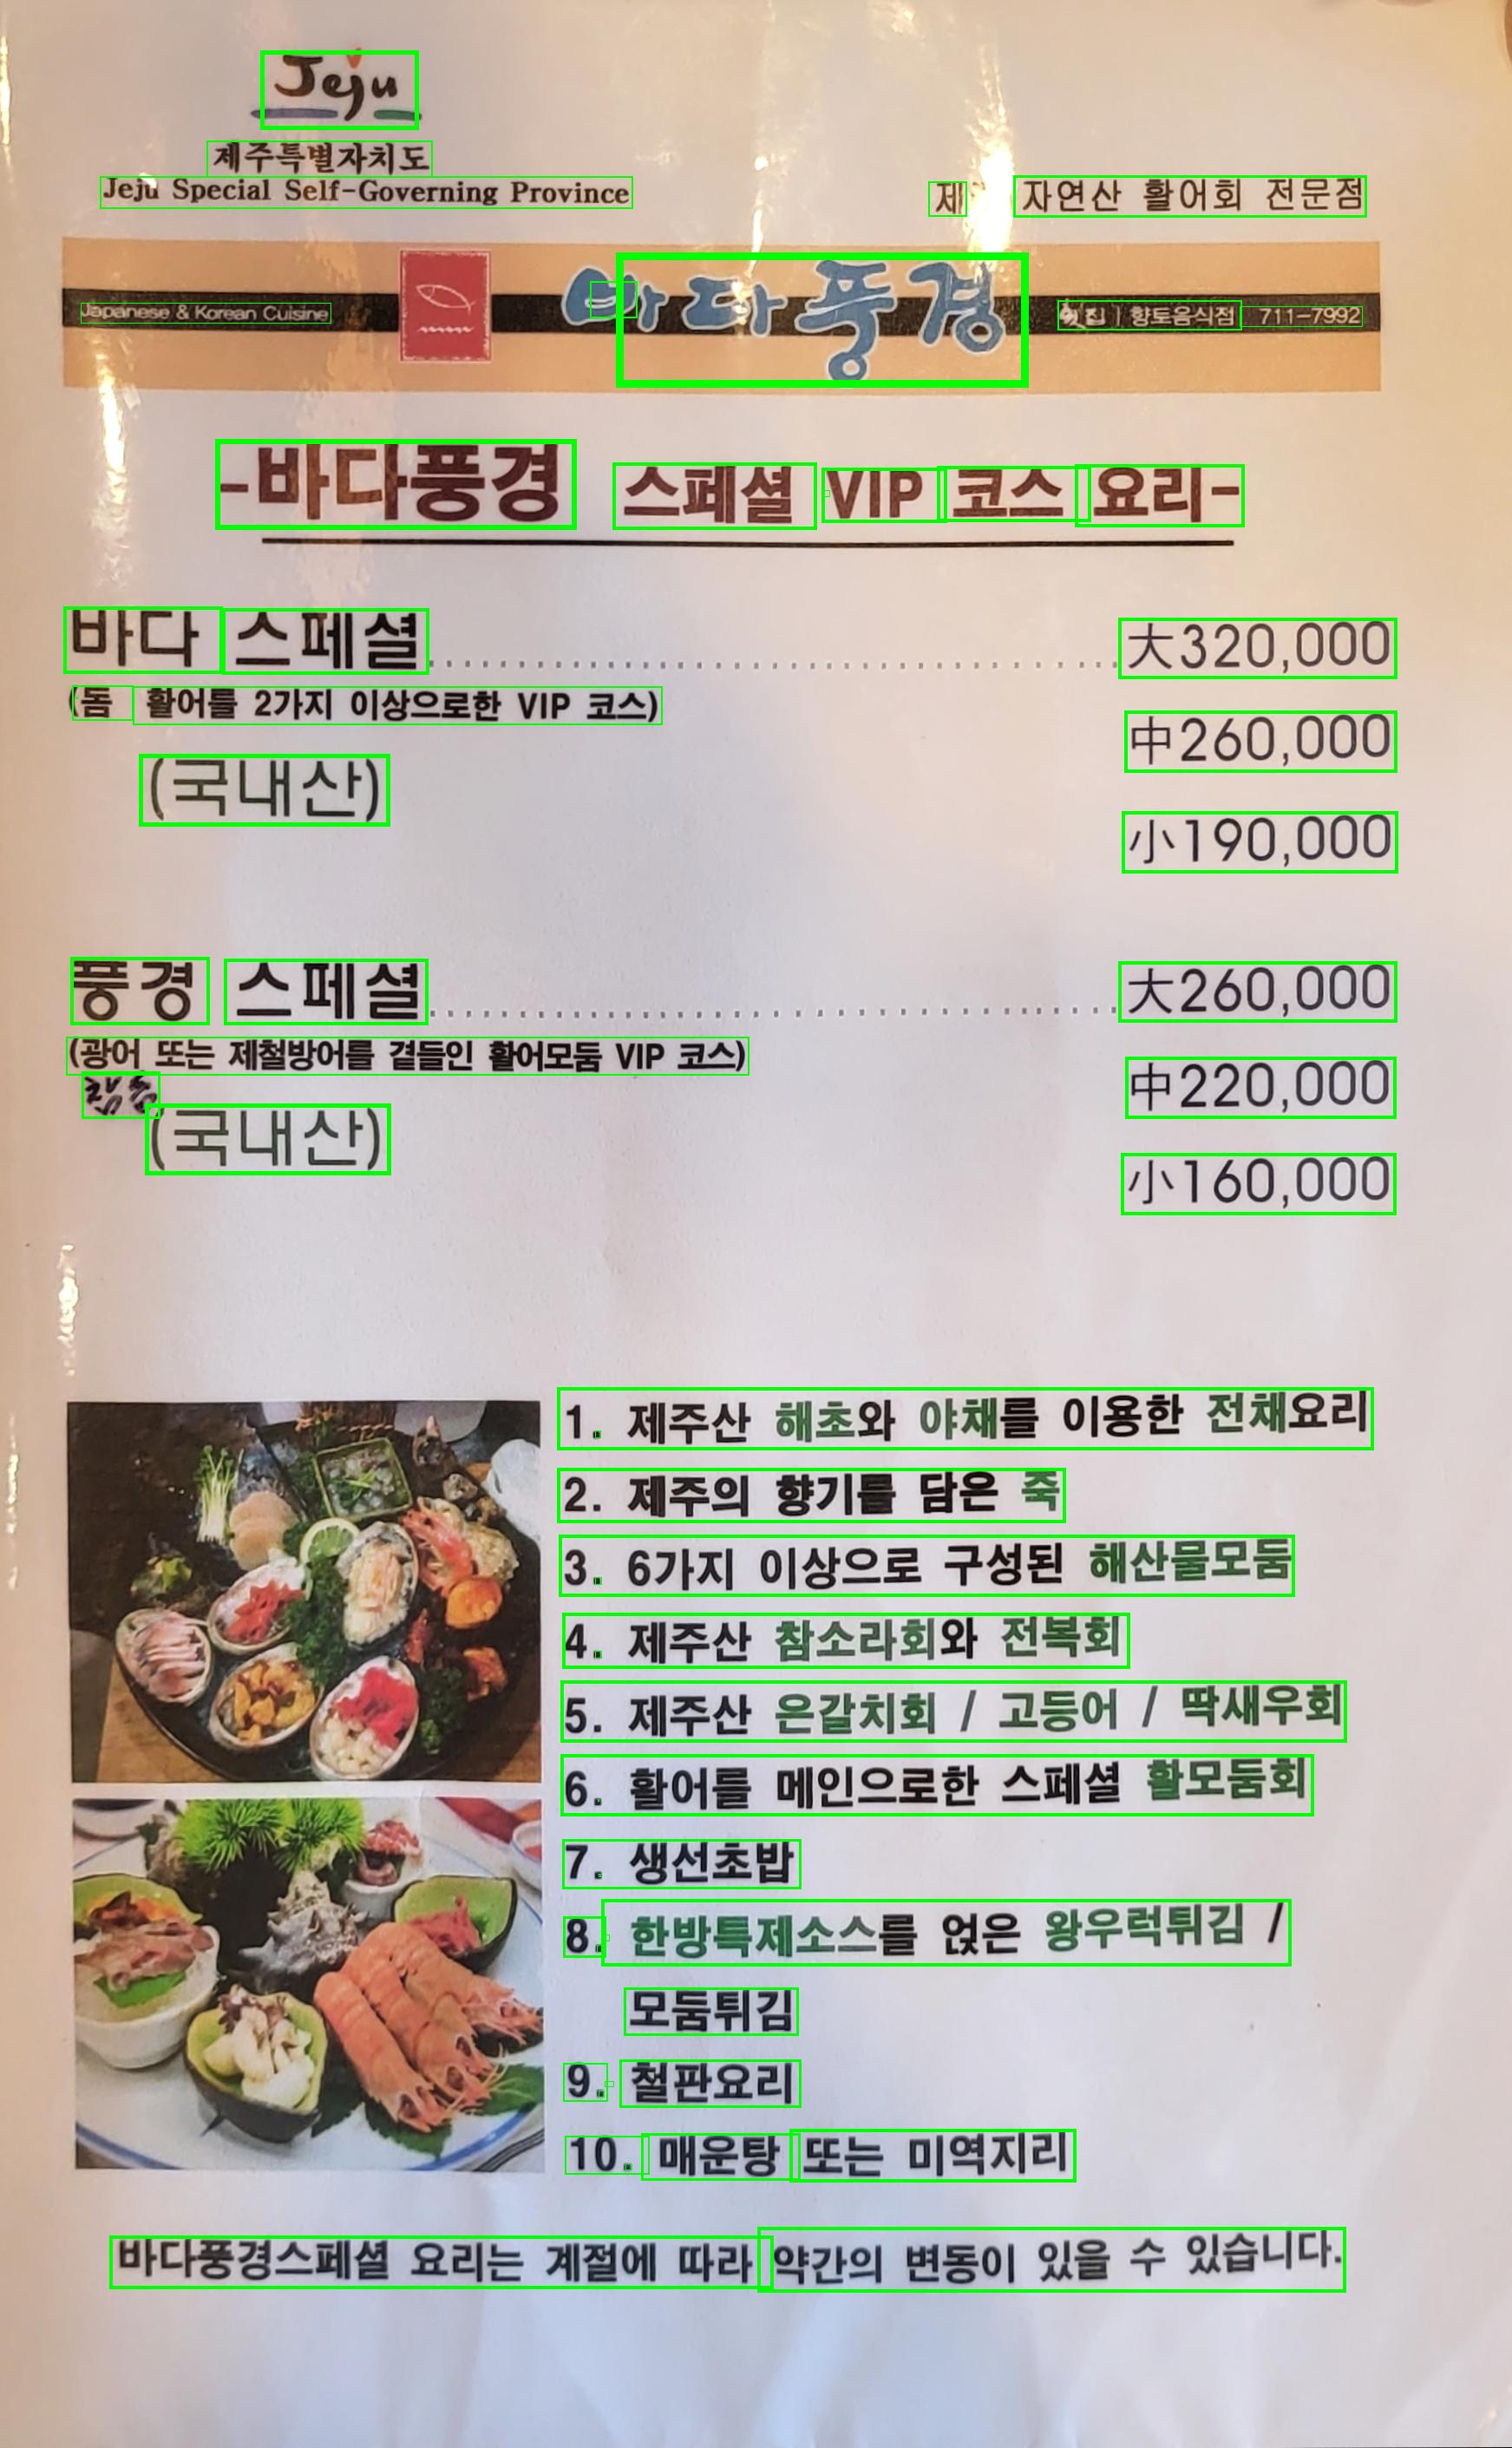 Jeju
제주특별자치도
Jeju Special Self-Governing Province
자연산 활어회 전문점
Japanese & Korean Cuisine
바다풍경
횟집 | 향토음식점 711-7992
-바다풍경 스페셜 VIP 코스 요리-
바다 스페셜 大320,000
(돔 활어를 2가지 이상으로한 VIP 코스)
中260,000
(국내산)
小190,000
풍경 스페셜 大260,000
(광어 또는 제철방어를 곁들인 활어모둠 VIP 코스)
中220,000
(국내산)
小160,000
1. 제주산 해초와 야채를 이용한 전채요리
2. 제주의 향기를 담은 죽
3. 6가지 이상으로 구성된 해산물모둠
4. 제주산 참소라회와 전복회
5. 제주산 은갈치회 / 고등어 / 딱새우회
6. 활어를 메인으로한 스페셜 활모둠회
7. 생선초밥
8. 한방특제소스를 얹은 왕우럭튀김 /
모둠튀김
9. 철판요리
10. 매운탕 또는 미역지리
바다풍경스페셜 요리는 계절에 따라 약간의 변동이 있을 수 있습니다.